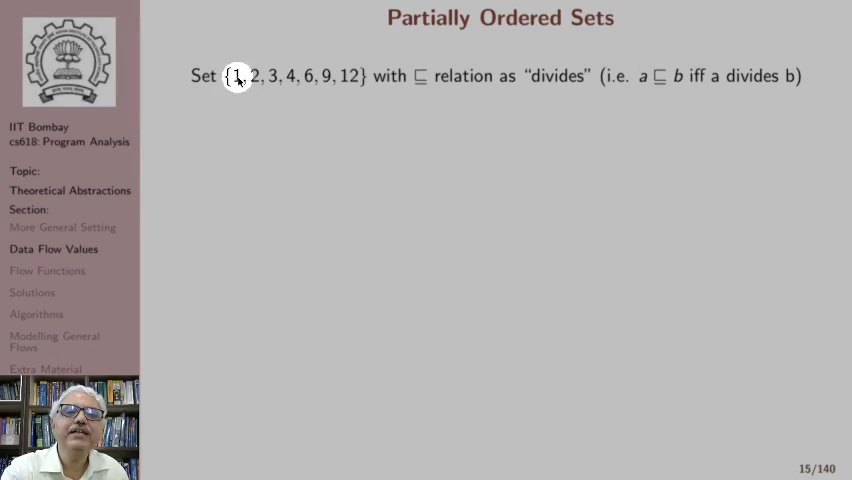 Partially Ordered Sets
Set {1, 2, 3, 4, 6, 9, 12} with ⊑ relation as “divides” (i.e. a ⊑ b iff a divides b)
IIT Bombay
cs618: Program Analysis
Topic:
Theoretical Abstractions
Section:
More General Setting
Data Flow Values
Flow Functions
Solutions
Algorithms
Modelling General
Flows
Extra Material
15/140